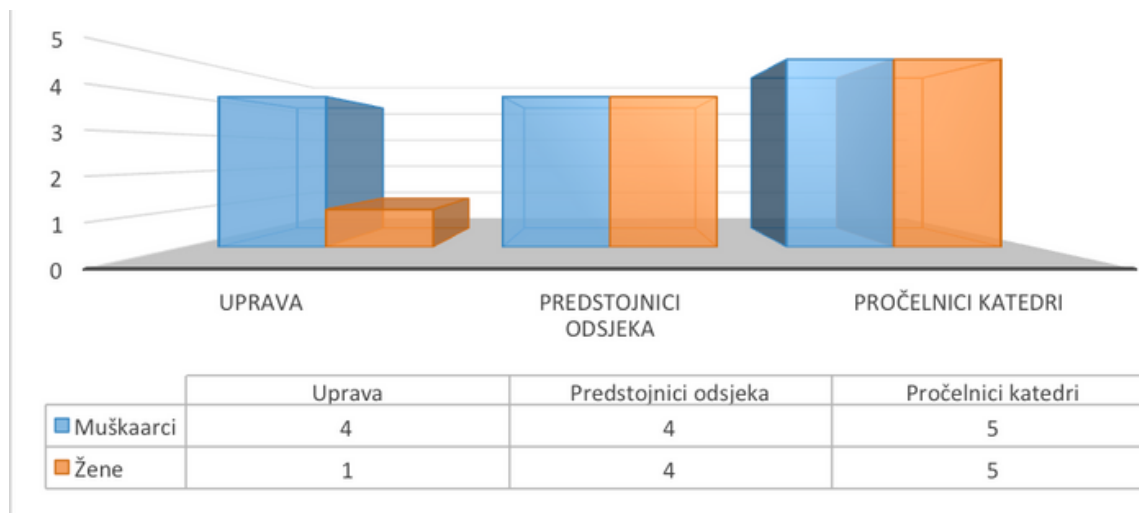 5
4
3
2
1
0
UPRAVA
PREDSTOJNICI
ODSJEKA
PROČELNICI KATEDRI
Uprava Predstojnici odsjeka Pročelnici katedri
Muškaarci 4 4 5
Žene 1 4 5